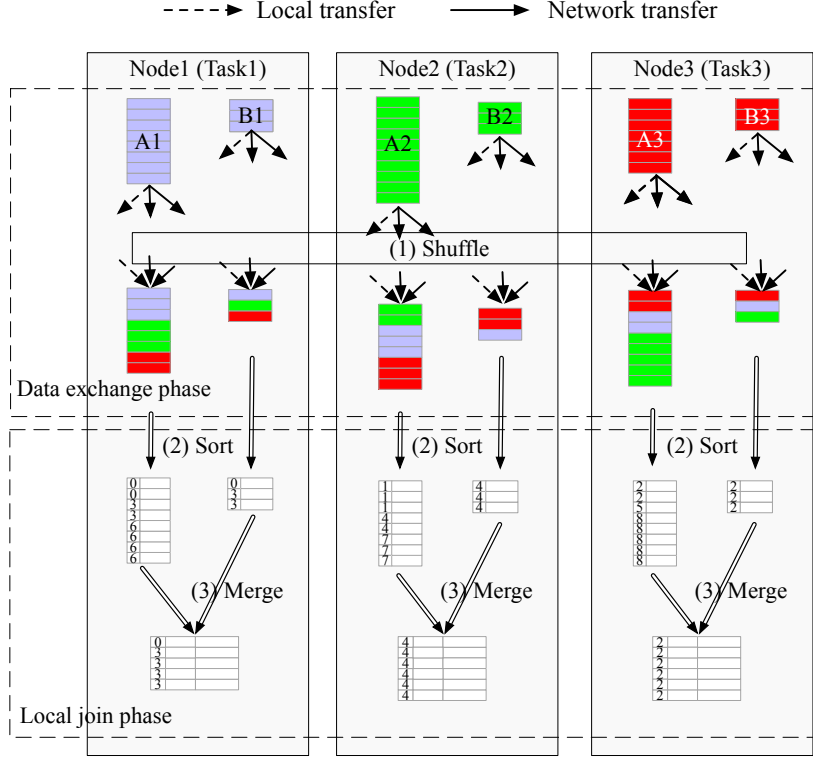 Local transfer
Network transfer
Node1 (Task1)
Node2 (Task2)
Node3 (Task3)
A1
B1
A2
B2
A3
B3
(1) Shuffle
Data exchange phase
(2) Sort
(2) Sort
(2) Sort
0
0
3
3
6
6
6
6
0
3
3
1
1
1
4
4
7
7
7
4
4
4
2
2
5
8
8
8
8
8
2
2
2
(3) Merge
(3) Merge
(3) Merge
0
3
3
3
3
4
4
4
4
4
4
2
2
2
2
2
2
Local join phase